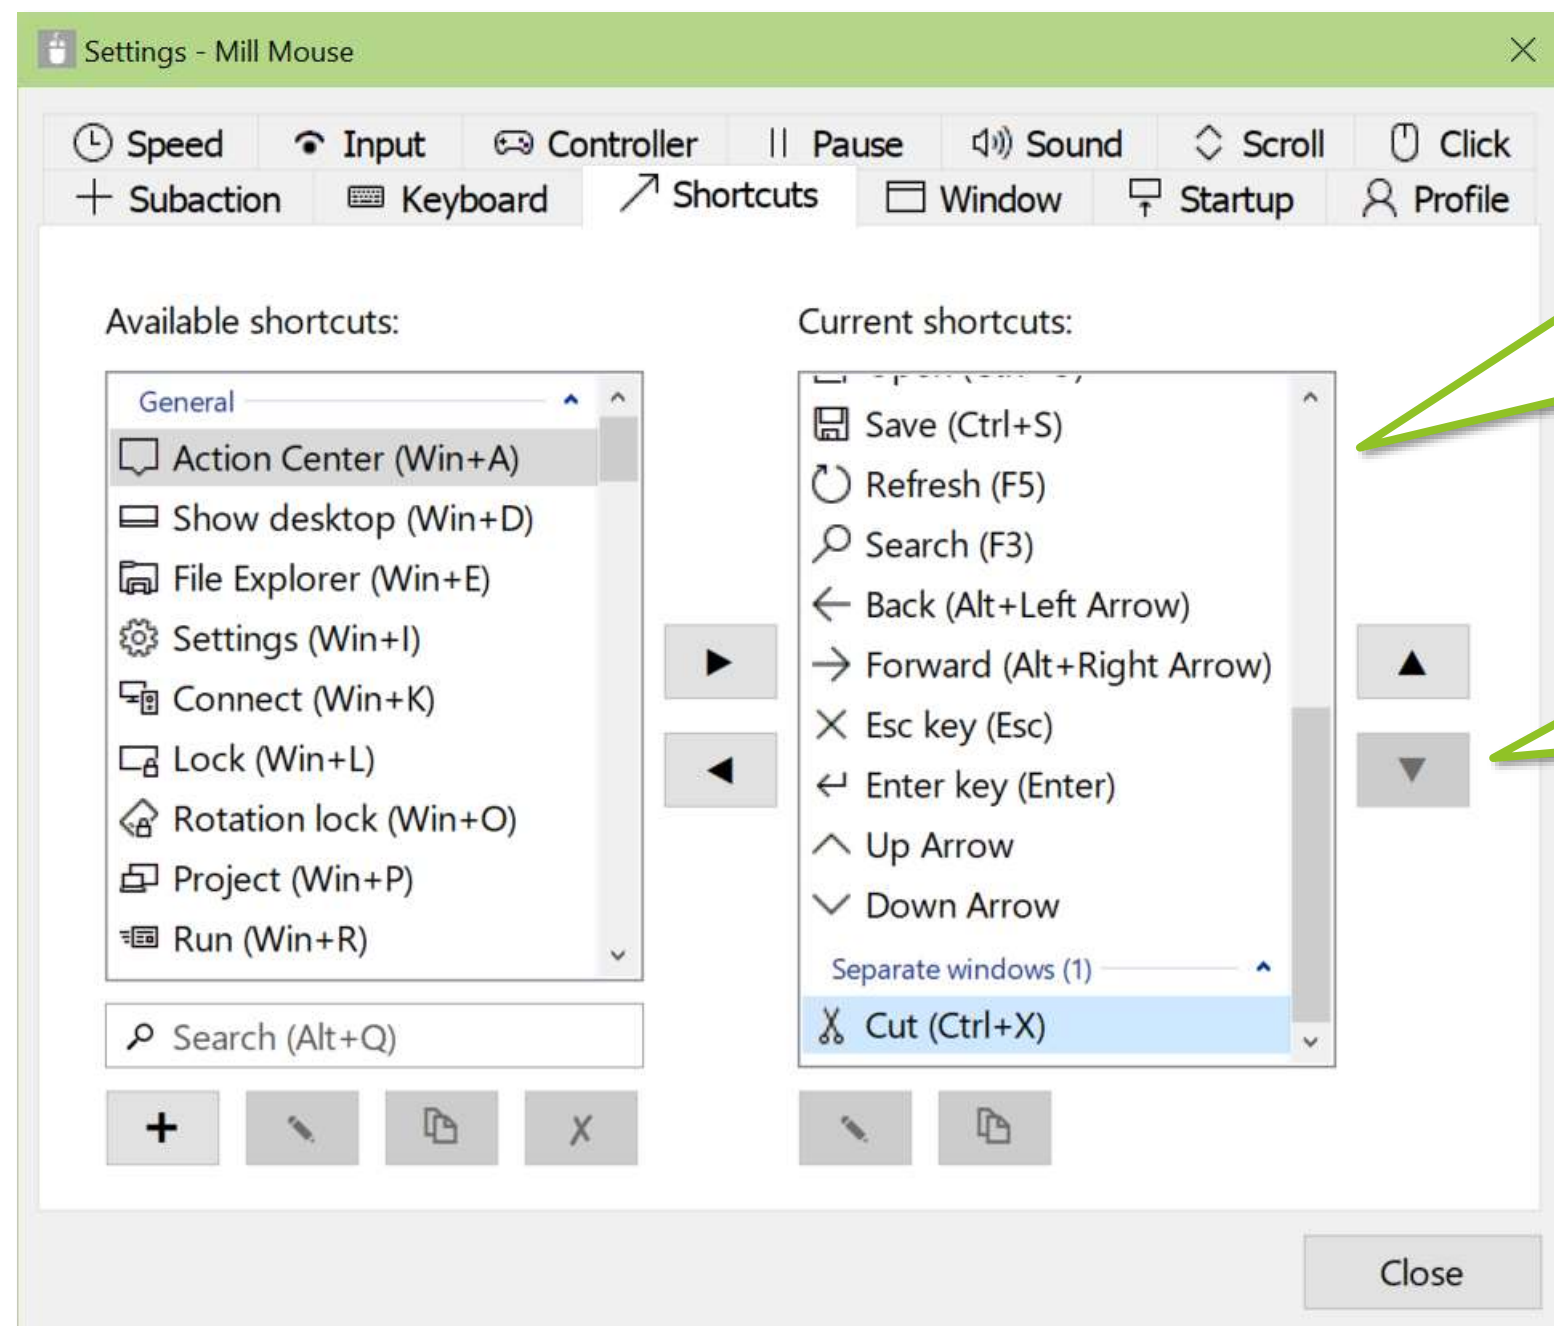 Settings - Mill Mouse
Speed Input Controller Pause Sound Scroll Click
Subaction Keyboard Shortcuts Window Startup Profile
Available shortcuts:
General
Action Center (Win+A)
Show desktop (Win+D)
File Explorer (Win+E)
Settings (Win+I)
Connect (Win+K)
Lock (Win+L)
Rotation lock (Win+O)
Project (Win+P)
Run (Win+R)
Search (Alt+Q)
Current shortcuts:
Save (Ctrl+S)
Refresh (F5)
Search (F3)
Back (Alt+Left Arrow)
Forward (Alt+Right Arrow)
Esc key (Esc)
Enter key (Enter)
Up Arrow
Down Arrow
Separate windows (1)
Cut (Ctrl+X)
Close